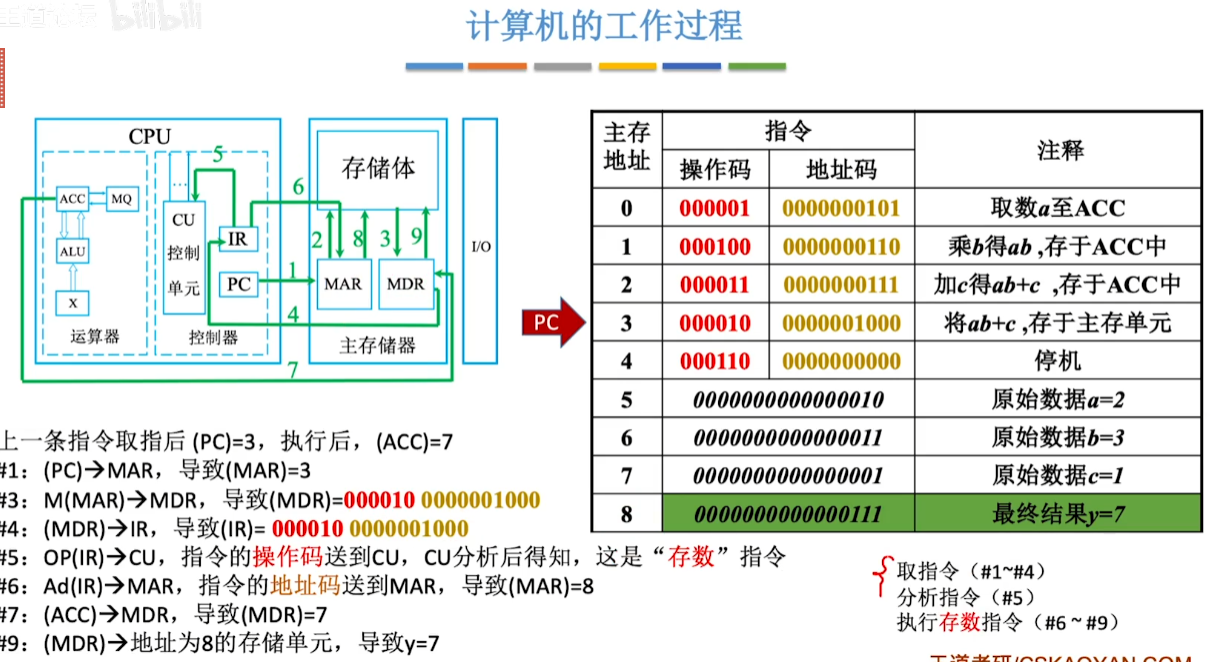 bilibili
计算机的工作过程
CPU
ACC
MQ
ALU
X
运算器
5
...
CU
控制
单元
IR
PC
控制器
6
1
4
7
存储体
2
8
3
9
MAR
MDR
主存储器
I/O
PC
主存地址 指令 注释
操作码 地址码
0 000001 0000000101 取数a至ACC
1 000100 0000000110 乘b得ab ,存于ACC中
2 000011 0000000111 加c得ab+c ,存于ACC中
3 000010 0000001000 将ab+c ,存于主存单元
4 000110 0000000000 停机
5 0000000000000010 原始数据a=2
6 0000000000000011 原始数据b=3
7 0000000000000001 原始数据c=1
8 0000000000000111 最终结果y=7
上一条指令取指后 (PC)=3，执行后，(ACC)=7
#1：(PC)→MAR，导致(MAR)=3
#3：M(MAR)→MDR，导致(MDR)=000010 0000001000
#4：(MDR)→IR，导致(IR)= 000010 0000001000
#5：OP(IR)→CU，指令的操作码送到CU，CU分析后得知，这是“存数”指令
#6：Ad(IR)→MAR，指令的地址码送到MAR，导致(MAR)=8
#7：(ACC)→MDR，导致(MDR)=7
#9：(MDR)→地址为8的存储单元，导致y=7
取指令（#1~#4）
分析指令（#5）
执行存数指令（#6 ~ #9）
王道考研/CSKAOYAN.COM